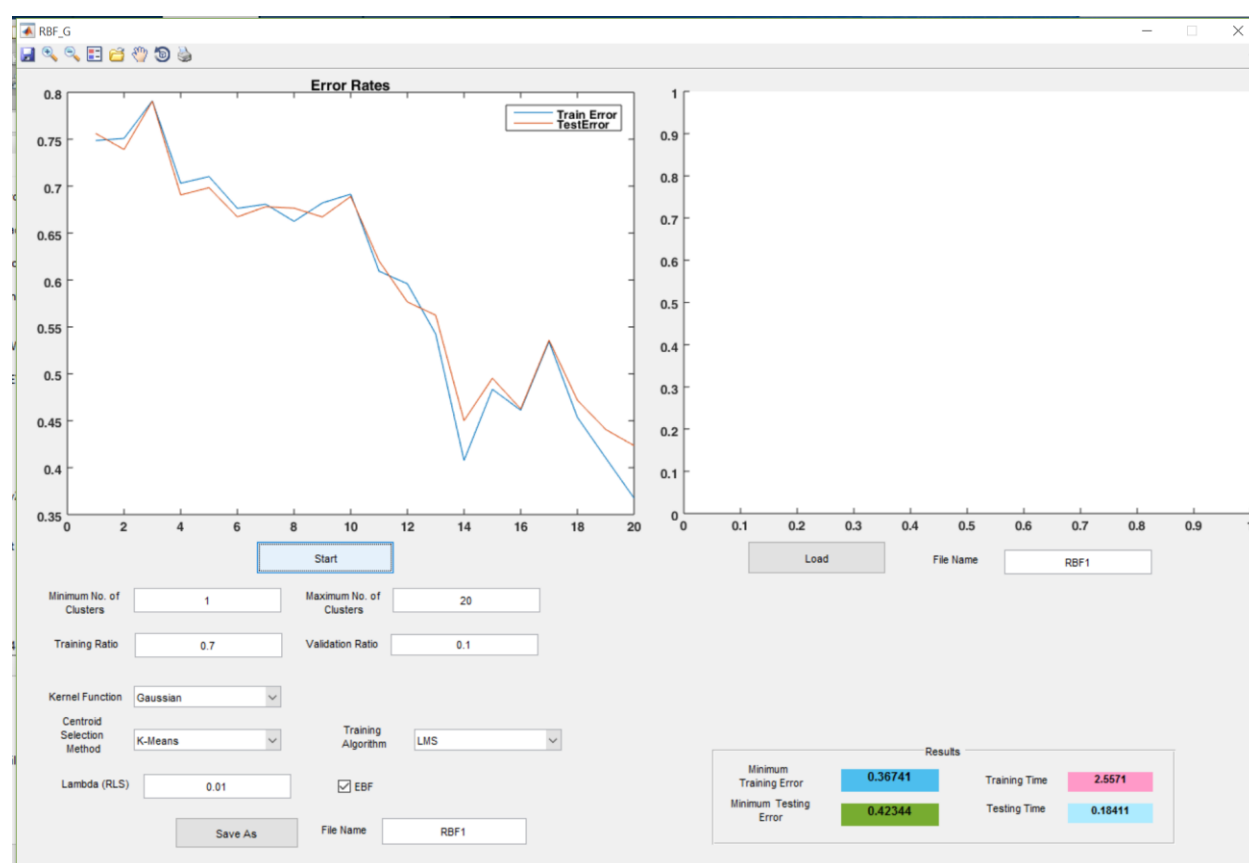 RBF_G
Error Rates
Train Error
TestError
0.8
0.75
0.7
0.65
0.6
0.55
0.5
0.45
0.4
0.35
0 2 4 6 8 10 12 14 16 18 20
1
0.9
0.8
0.7
0.6
0.5
0.4
0.3
0.2
0.1
0
0 0.1 0.2 0.3 0.4 0.5 0.6 0.7 0.8 0.9
Start
Load
File Name
RBF1
Minimum No. of
Clusters
1
Maximum No. of
Clusters
20
Training Ratio
0.7
Validation Ratio
0.1
Kernel Function
Gaussian
Centroid
Selection
Method
K-Means
Training
Algorithm
LMS
Lambda (RLS)
0.01
EBF
Save As
File Name
RBF1
Results
Minimum
Training Error
0.36741
Training Time
2.5571
Minimum Testing
Error
0.42344
Testing Time
0.18411